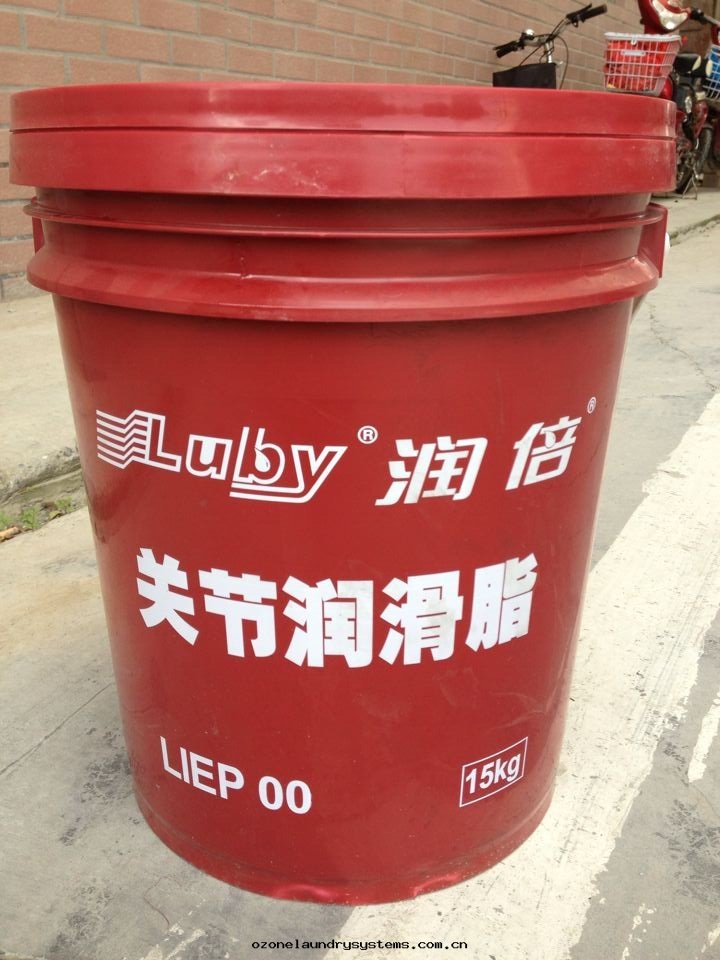 Luby® 润倍®
关节润滑脂
LIEP 00
15kg
ozonelaundrysystems.com.cn